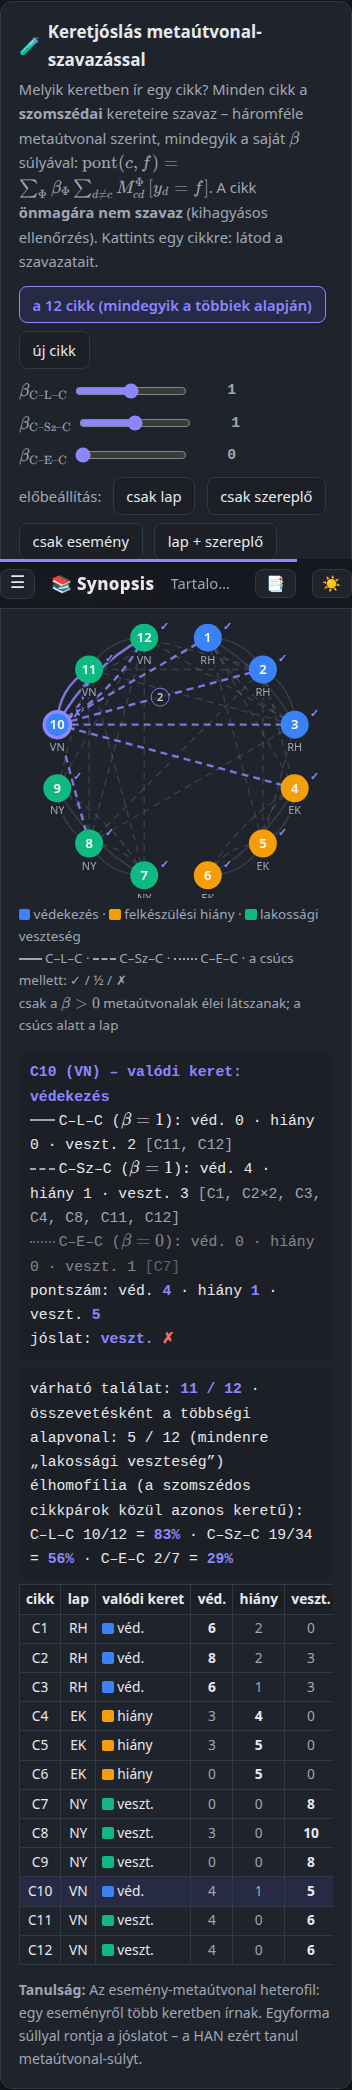 🧪 Keretjóslás metaútvonal-
szavazással
Melyik keretben ír egy cikk? Minden cikk a
szomszédai kereteire szavaz – háromféle
metaútvonal szerint, mindegyik a saját β
súlyával: pont(c, f) =
∑_Φ β_Φ ∑_{d≠c} M^Φ_{cd} [y_d = f]. A cikk
önmagára nem szavaz (kihagyásos
ellenőrzés). Kattints egy cikkre: látod a
szavazatait.
a 12 cikk (mindegyik a többiek alapján)
új cikk
β_{C–L–C} 1
β_{C–Sz–C} 1
β_{C–E–C} 0
előbeállítás: csak lap csak szereplő
csak esemény lap + szereplő
☰ 📚 Synopsis Tartalo... 📑 ☀️
12 ✓ 1 ✓
VN RH
11 ✓ 2 ✓
VN RH
2
10 ✓ 3 ✓
VN RH
9 ✓ 4 ✓
NY EK
8 ✓ 5 ✓
NY EK
7 ✓ 6 ✓
NY EK
védekezés · felkészülési hiány · lakossági
veszteség
C–L–C · C–Sz–C · C–E–C · a csúcs
mellett: ✓ / ½ / ✗
csak a β > 0 metaútvonalak élei látszanak; a
csúcs alatt a lap
C10 (VN) – valódi keret:
védekezés
C–L–C (β = 1): véd. 0 · hiány
0 · veszt. 2 [C11, C12]
C–Sz–C (β = 1): véd. 4 ·
hiány 1 · veszt. 3 [C1, C2×2, C3,
C4, C8, C11, C12]
C–E–C (β = 0): véd. 0 · hiány
0 · veszt. 1 [C7]
pontszám: véd. 4 · hiány 1 ·
veszt. 5
jóslat: veszt. ✗
várható találat: 11 / 12 ·
összevetésként a többségi
alapvonal: 5 / 12 (mindenre
„lakossági veszteség”)
élhomofília (a szomszédos
cikkpárok közül azonos keretű):
C–L–C 10/12 = 83% · C–Sz–C 19/34
= 56% · C–E–C 2/7 = 29%
cikk lap valódi keret véd. hiány veszt.
C1 RH véd. 6 2 0
C2 RH véd. 8 2 3
C3 RH véd. 6 1 3
C4 EK hiány 3 4 0
C5 EK hiány 3 5 0
C6 EK hiány 0 5 0
C7 NY veszt. 0 0 8
C8 NY veszt. 3 0 10
C9 NY veszt. 0 0 8
C10 VN véd. 4 1 5
C11 VN veszt. 4 0 6
C12 VN veszt. 4 0 6
Tanulság: Az esemény-metaútvonal heterofil:
egy eseményről több keretben írnak. Egyforma
súllyal rontja a jóslatot – a HAN ezért tanul
metaútvonal-súlyt.